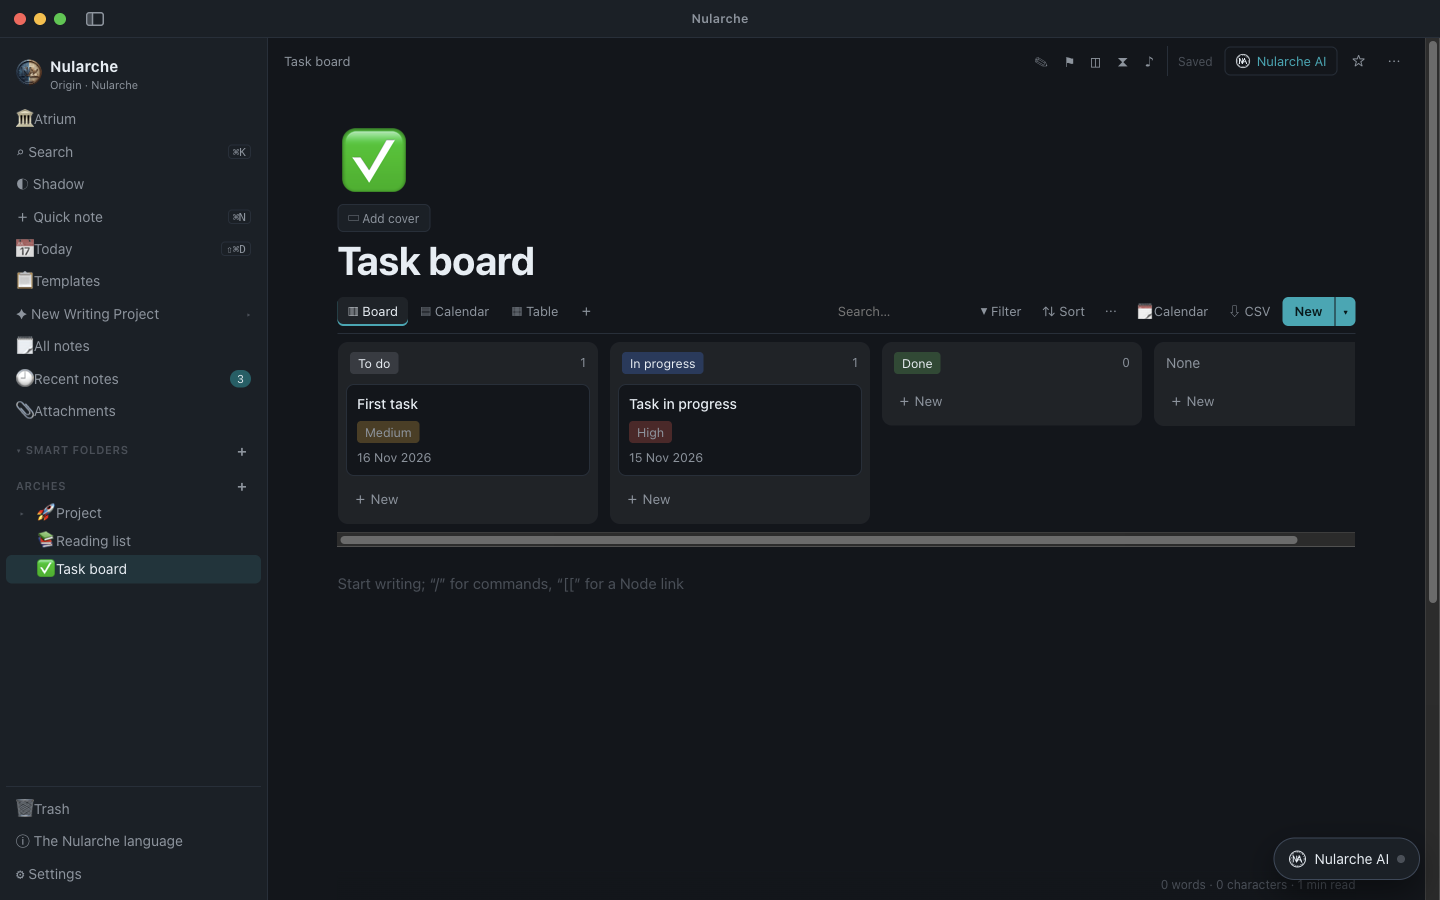 Nularche
Nularche
Origin · Nularche
Atrium
Search ⌘K
Shadow
+ Quick note ⌘N
Today ⇧⌘D
Templates
New Writing Project
All notes
Recent notes 3
Attachments
SMART FOLDERS +
ARCHES +
Project
Reading list
Task board
Trash
The Nularche language
Settings
Task board
Saved
Nularche AI
Add cover
Task board
Board Calendar Table +
Search... Filter Sort ··· Calendar CSV New
To do 1
First task
Medium
16 Nov 2026
+ New
In progress 1
Task in progress
High
15 Nov 2026
+ New
Done 0
+ New
None
+ New
Start writing; “/” for commands, “[[” for a Node link
Nularche AI
0 words · 0 characters · 1 min read